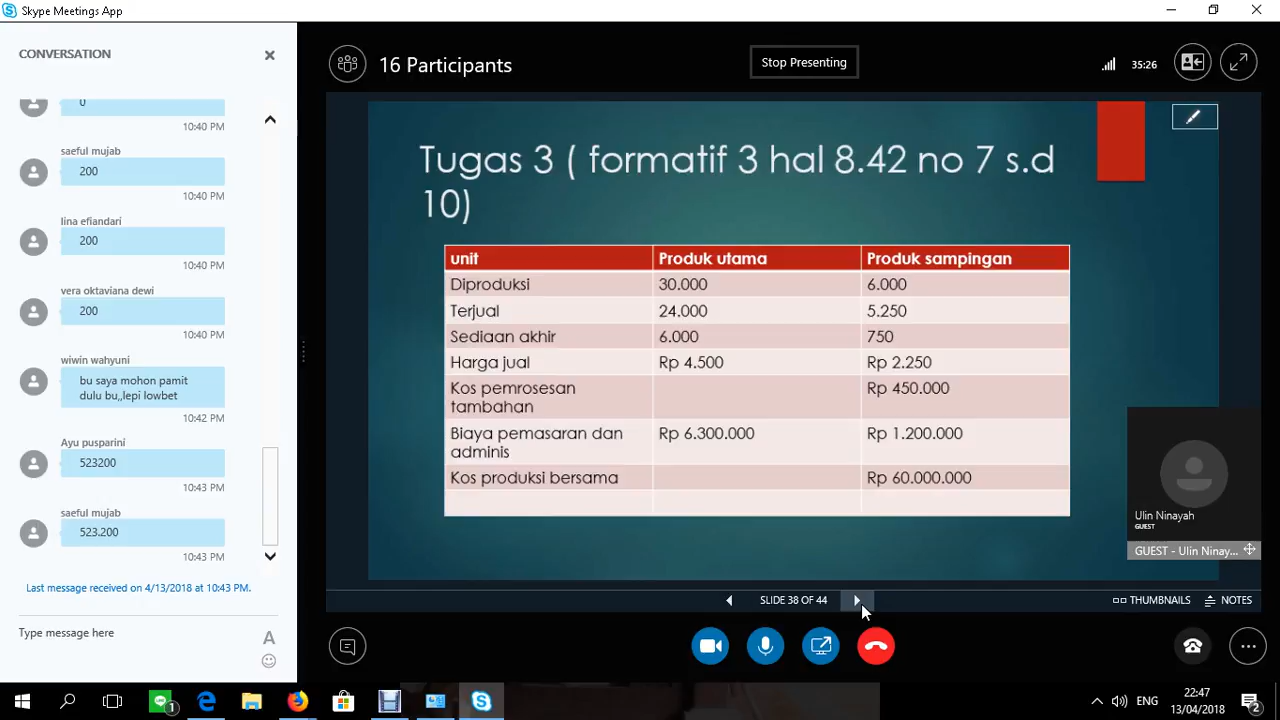 Skype Meetings App
CONVERSATION
0
10:40 PM
saeful mujab
200
10:40 PM
lina efiandari
200
10:40 PM
vera oktaviana dewi
200
10:40 PM
wiwin wahyuni
bu saya mohon pamit
dulu bu,,lepi lowbet
10:42 PM
Ayu pusparini
523200
10:43 PM
saeful mujab
523.200
10:43 PM
Last message received on 4/13/2018 at 10:43 PM.
Type message here
A
16 Participants
Stop Presenting
35:26
Tugas 3 ( formatif 3 hal 8.42 no 7 s.d
10)
unit Produk utama Produk sampingan
Diproduksi 30.000 6.000
Terjual 24.000 5.250
Sediaan akhir 6.000 750
Harga jual Rp 4.500 Rp 2.250
Kos pemrosesan
tambahan Rp 450.000
Biaya pemasaran dan
adminis Rp 6.300.000 Rp 1.200.000
Kos produksi bersama Rp 60.000.000
Ulin Ninayah
GUEST
GUEST - Ulin Ninay...
SLIDE 38 OF 44
THUMBNAILS
NOTES
1
ENG
22:47
13/04/2018
2